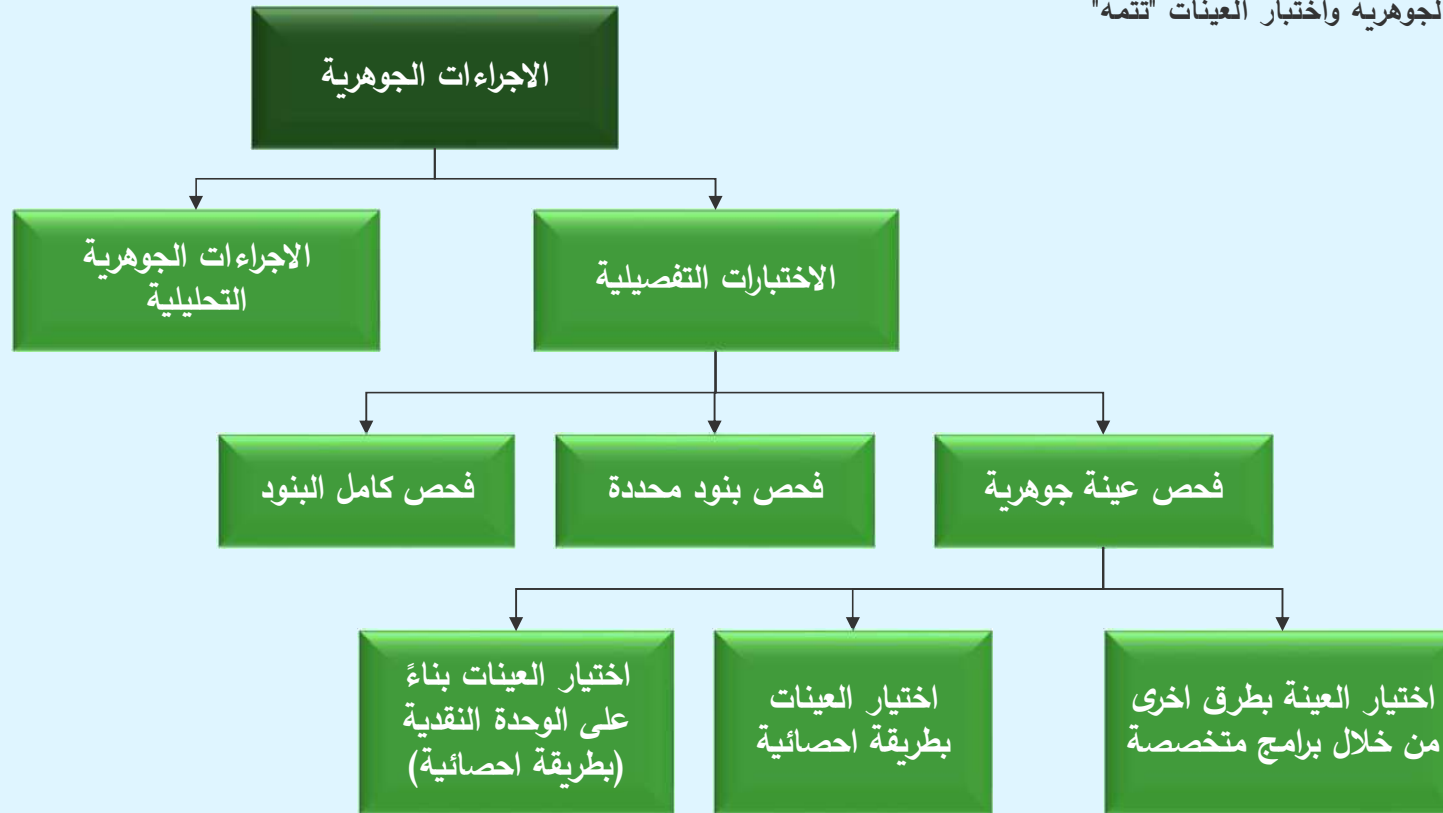 لجوهرية واختبار العينات "تتمه"
الاجراءات الجوهرية
الاختبارات التفصيلية
الاجراءات الجوهرية
التحليلية
فحص عينة جوهرية
فحص بنود محددة
فحص كامل البنود
اختيار العينة بطرق اخرى
من خلال برامج متخصصة
اختيار العينات
بطريقة احصائية
اختيار العينات بناءً
على الوحدة النقدية
(بطريقة احصائية)